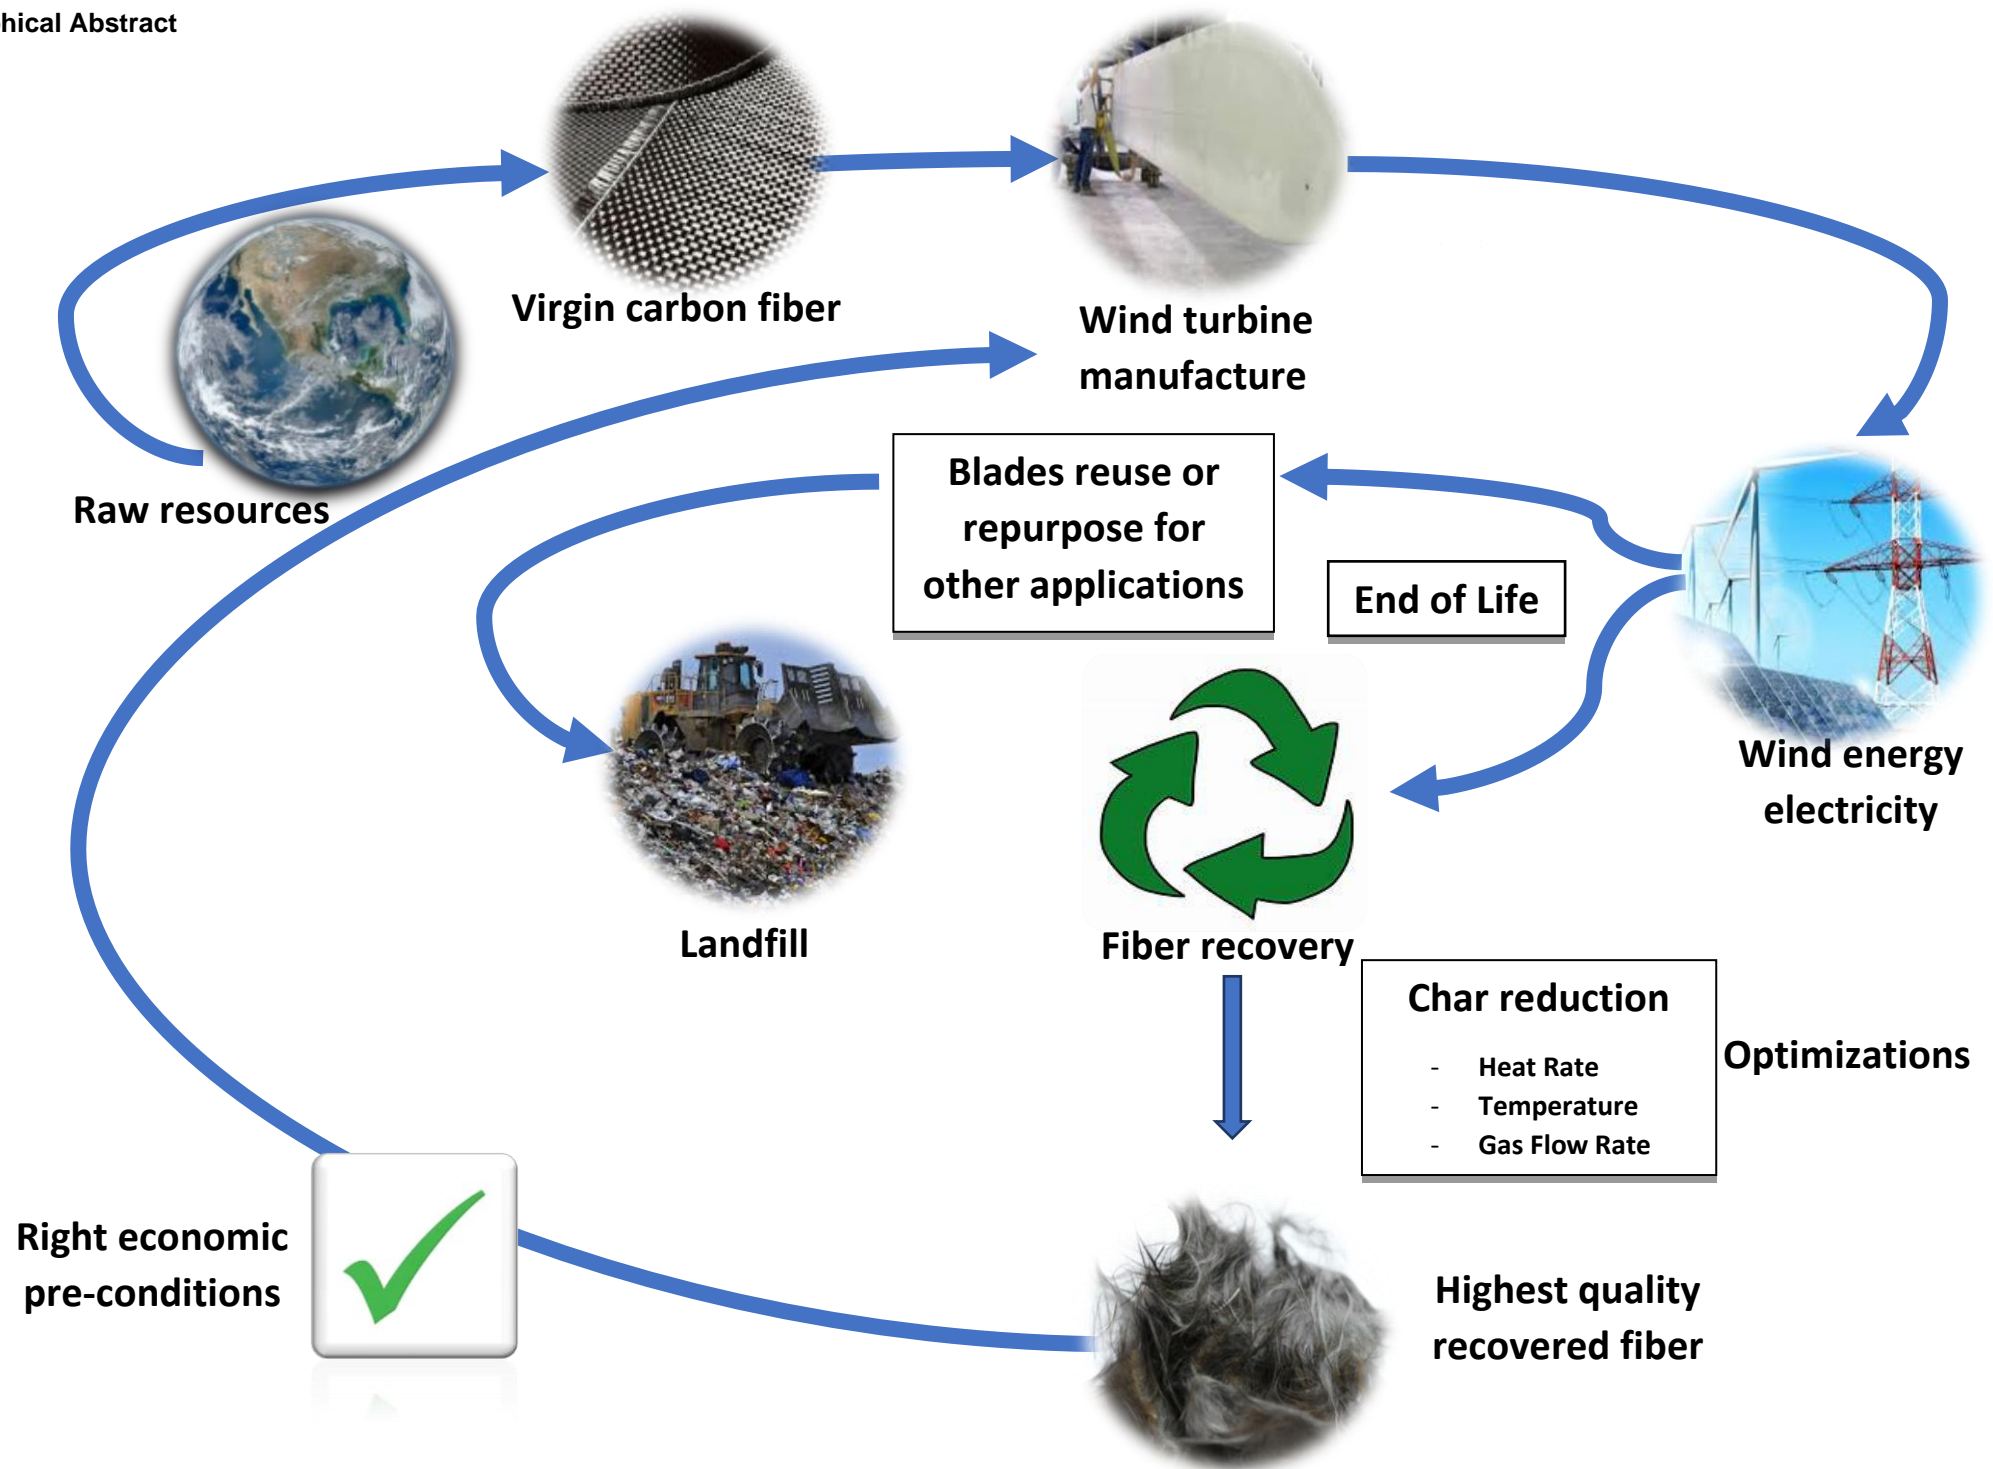 hical Abstract
Virgin carbon fiber
Wind turbine
manufacture
Raw resources
Blades reuse or
repurpose for
other applications
End of Life
Wind energy
electricity
Landfill
Fiber recovery
Char reduction
- Heat Rate
- Temperature
- Gas Flow Rate
Optimizations
Right economic
pre-conditions
Highest quality
recovered fiber